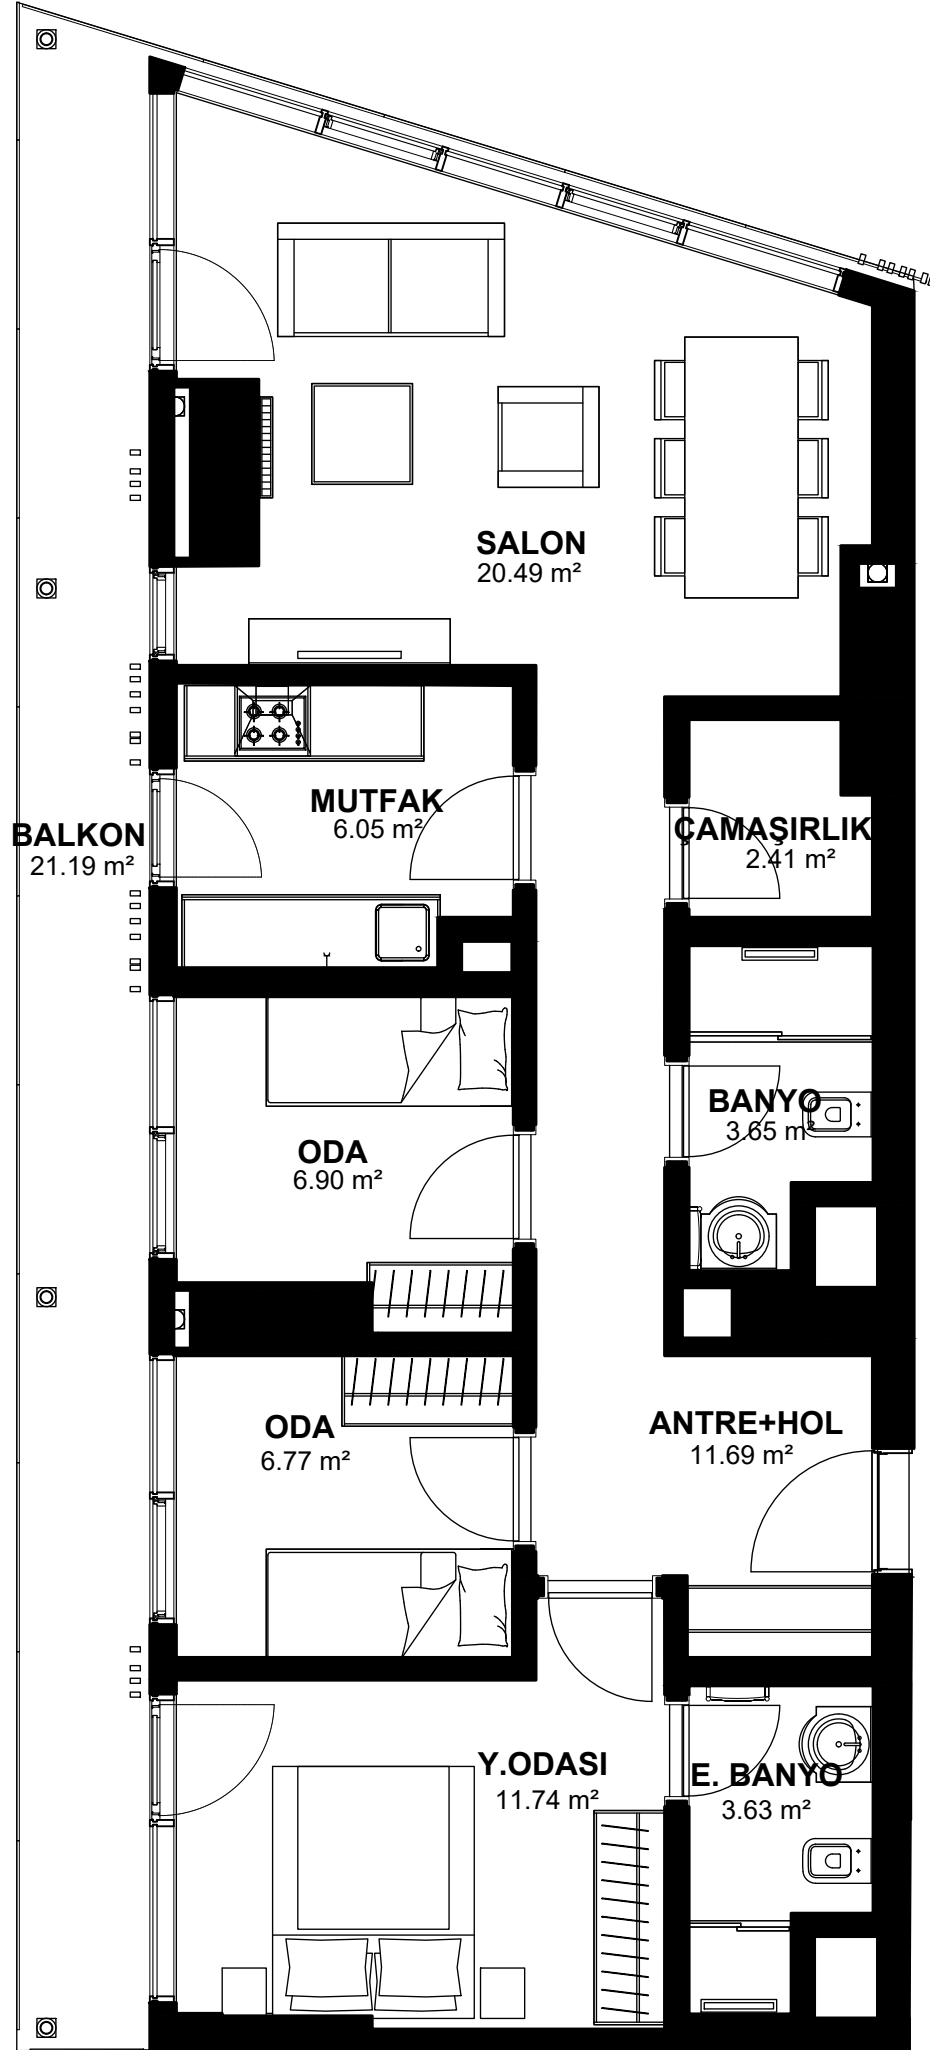 SALON
20.49 m²
MUTFAK
6.05 m²
BALKON
21.19 m²
ÇAMAŞIRLIK
2.41 m²
BANYO
3.65 m²
ODA
6.90 m²
ODA
6.77 m²
ANTRE+HOL
11.69 m²
Y.ODASI
11.74 m²
E. BANYO
3.63 m²